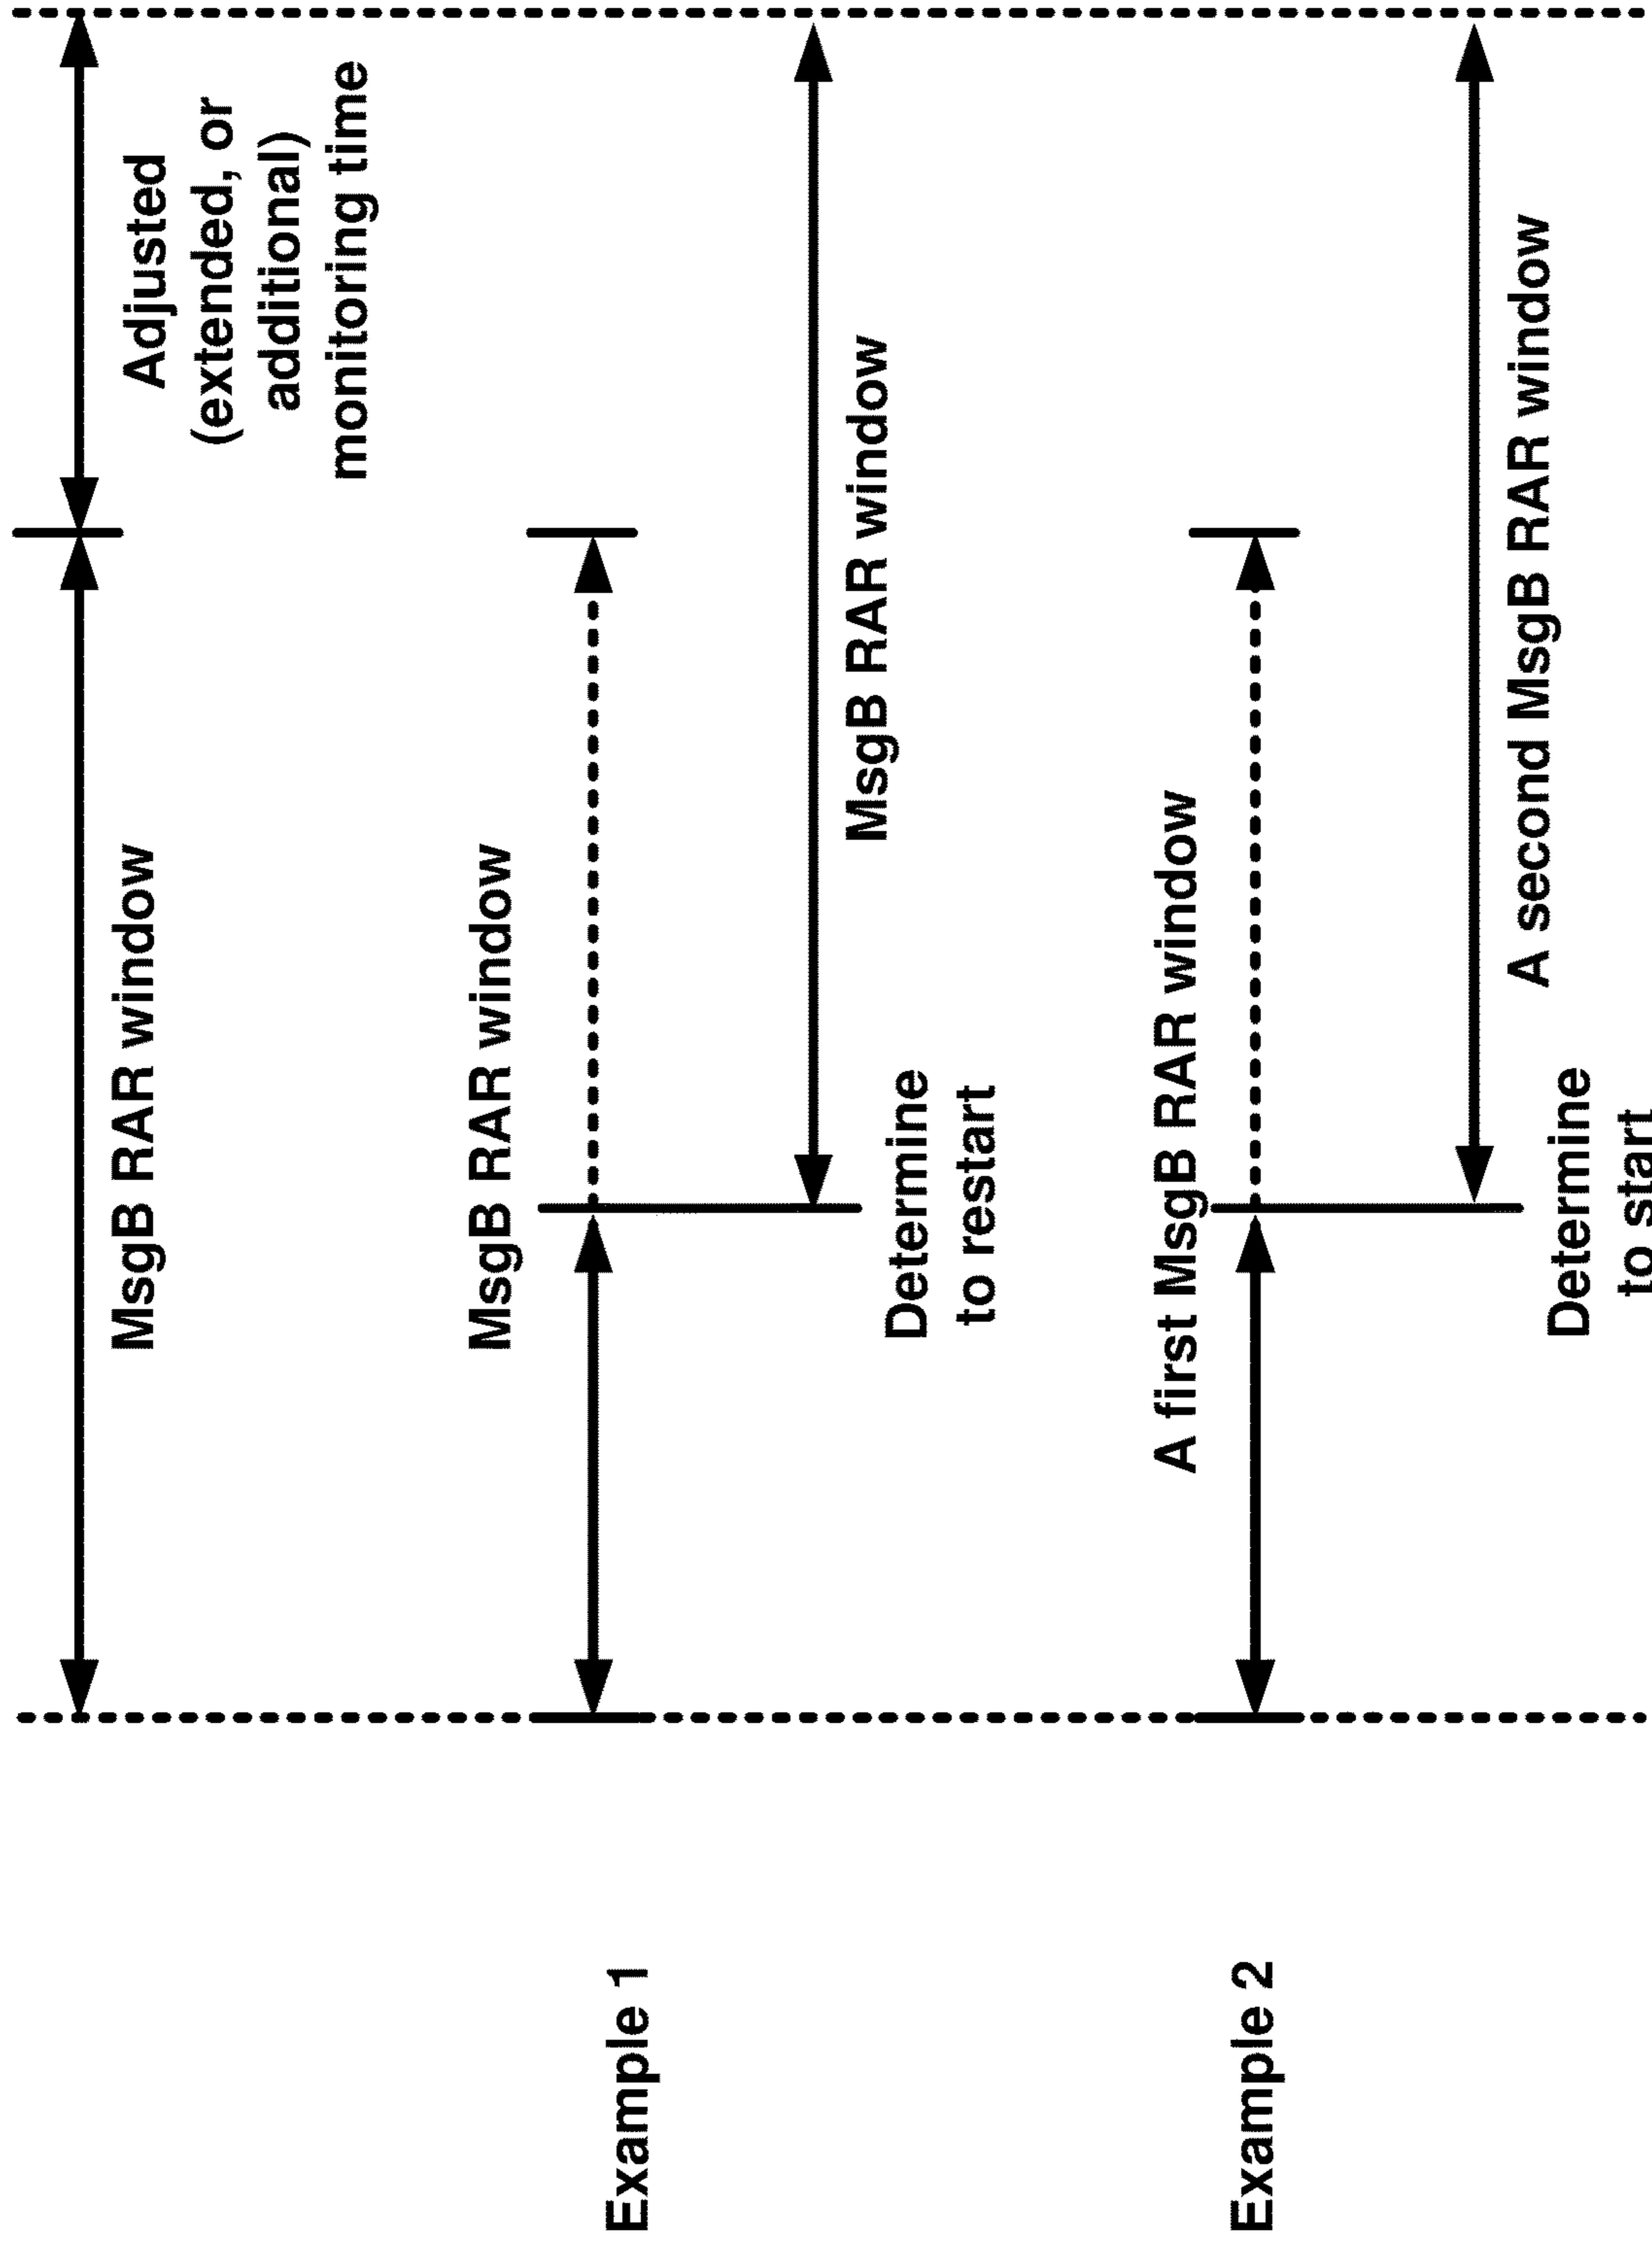 MsgB RAR window
Adjusted
(extended, or
additional)
monitoring time
Example 1
MsgB RAR window
Determine
to restart
MsgB RAR window
Example 2
A first MsgB RAR window
Determine
to start
A second MsgB RAR window